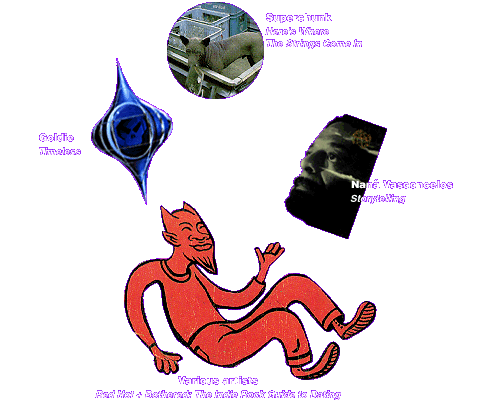 Superchunk
Here's Where
The Strings Come In
Goldie
Timeless
Naná Vasconcelos
Storytelling
Various artists
Red Hot + Bothered: The Indie Rock Guide to Dating